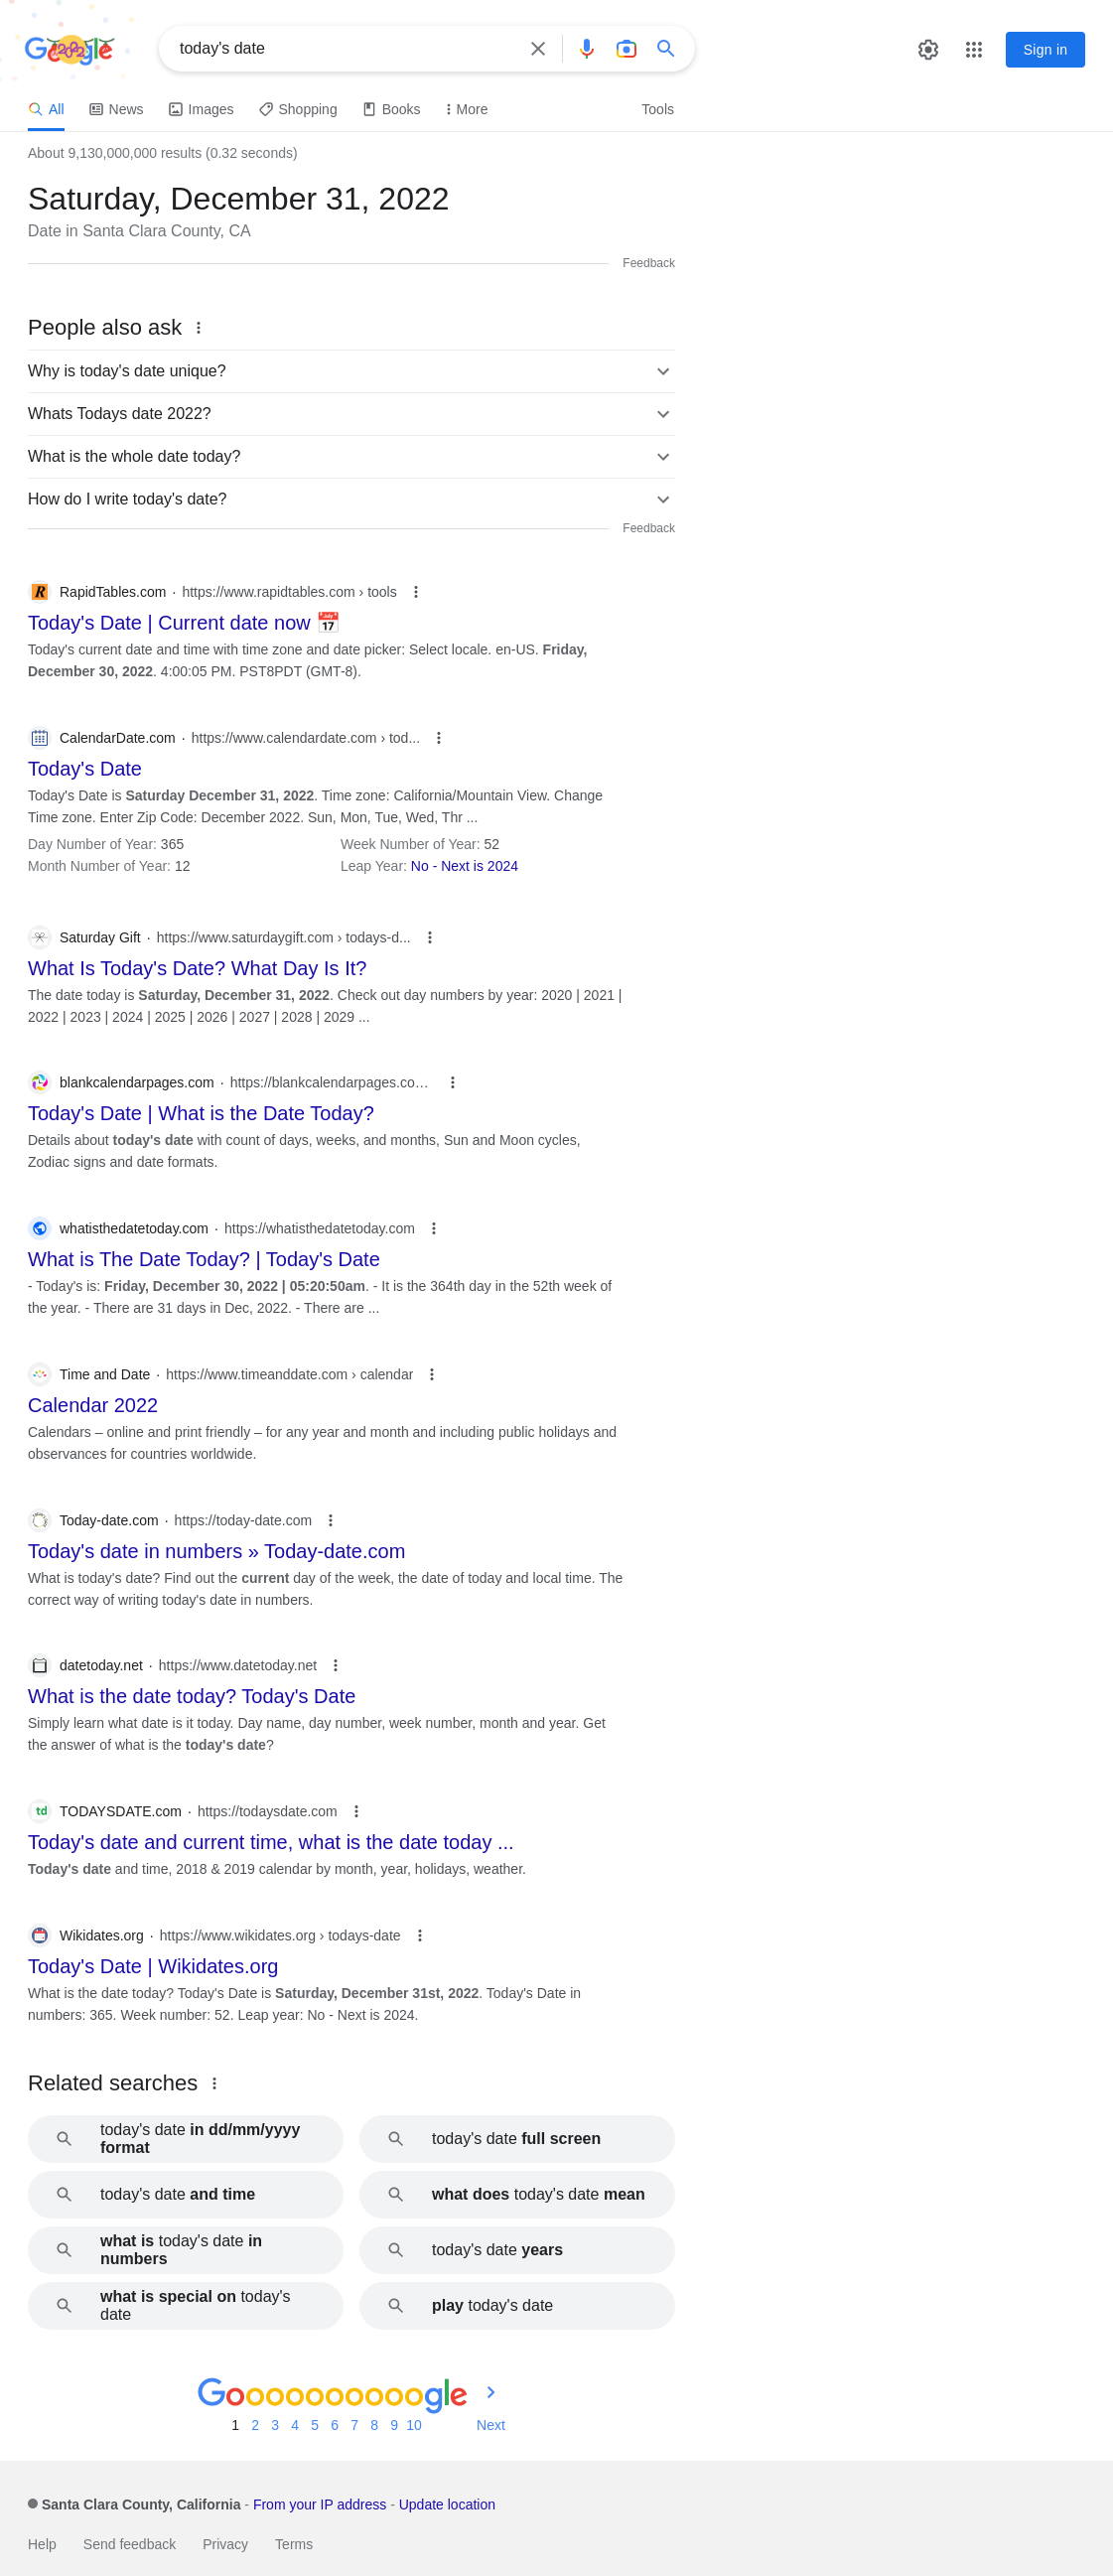 Google
2022
today's date
Sign in
All
News
Images
Shopping
Books
More
Tools
About 9,130,000,000 results (0.32 seconds)
Saturday, December 31, 2022
Date in Santa Clara County, CA
Feedback
People also ask
Why is today's date unique?
Whats Todays date 2022?
What is the whole date today?
How do I write today's date?
Feedback
RapidTables.com · https://www.rapidtables.com › tools
Today's Date | Current date now 📅
Today's current date and time with time zone and date picker: Select locale. en-US. Friday,
December 30, 2022. 4:00:05 PM. PST8PDT (GMT-8).
CalendarDate.com · https://www.calendardate.com › tod...
Today's Date
Today's Date is Saturday December 31, 2022. Time zone: California/Mountain View. Change
Time zone. Enter Zip Code: December 2022. Sun, Mon, Tue, Wed, Thr ...
Day Number of Year: 365 Week Number of Year: 52
Month Number of Year: 12 Leap Year: No - Next is 2024
Saturday Gift · https://www.saturdaygift.com › todays-d...
What Is Today's Date? What Day Is It?
The date today is Saturday, December 31, 2022. Check out day numbers by year: 2020 | 2021 |
2022 | 2023 | 2024 | 2025 | 2026 | 2027 | 2028 | 2029 ...
blankcalendarpages.com · https://blankcalendarpages.co…
Today's Date | What is the Date Today?
Details about today's date with count of days, weeks, and months, Sun and Moon cycles,
Zodiac signs and date formats.
whatisthedatetoday.com · https://whatisthedatetoday.com
What is The Date Today? | Today's Date
- Today's is: Friday, December 30, 2022 | 05:20:50am. - It is the 364th day in the 52th week of
the year. - There are 31 days in Dec, 2022. - There are ...
Time and Date · https://www.timeanddate.com › calendar
Calendar 2022
Calendars – online and print friendly – for any year and month and including public holidays and
observances for countries worldwide.
Today-date.com · https://today-date.com
Today's date in numbers » Today-date.com
What is today's date? Find out the current day of the week, the date of today and local time. The
correct way of writing today's date in numbers.
datetoday.net · https://www.datetoday.net
What is the date today? Today's Date
Simply learn what date is it today. Day name, day number, week number, month and year. Get
the answer of what is the today's date?
td TODAYSDATE.com · https://todaysdate.com
Today's date and current time, what is the date today ...
Today's date and time, 2018 & 2019 calendar by month, year, holidays, weather.
Wikidates.org · https://www.wikidates.org › todays-date
Today's Date | Wikidates.org
What is the date today? Today's Date is Saturday, December 31st, 2022. Today's Date in
numbers: 365. Week number: 52. Leap year: No - Next is 2024.
Related searches
today's date in dd/mm/yyyy
format
today's date full screen
today's date and time
what does today's date mean
what is today's date in
numbers
today's date years
what is special on today's
date
play today's date
Goooooooooogle
1 2 3 4 5 6 7 8 9 10 Next
Santa Clara County, California - From your IP address - Update location
Help Send feedback Privacy Terms